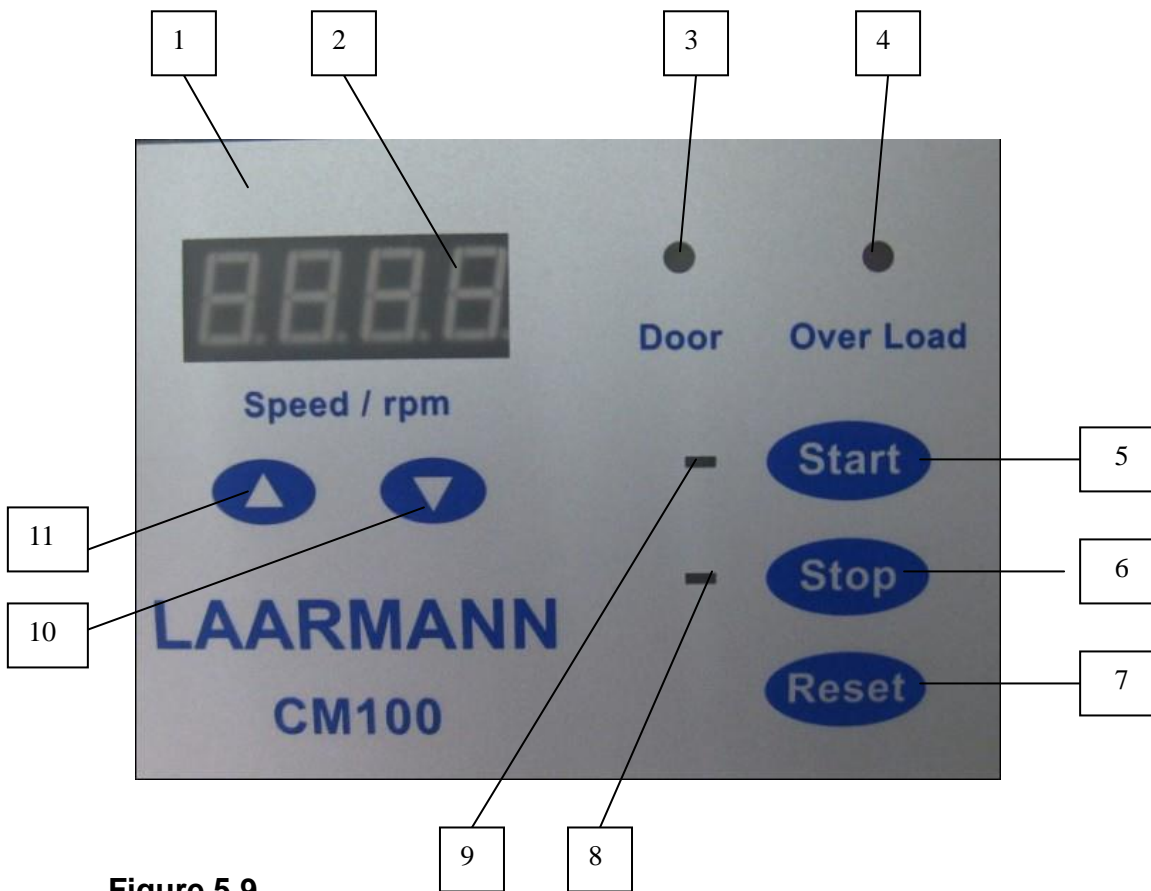 1 2 3 4
8.8.8.8.
Door Over Load
Speed / rpm
Start 5
11
Stop 6
10
LAARMANN
Reset 7
CM100
9 8
Figure 5.9